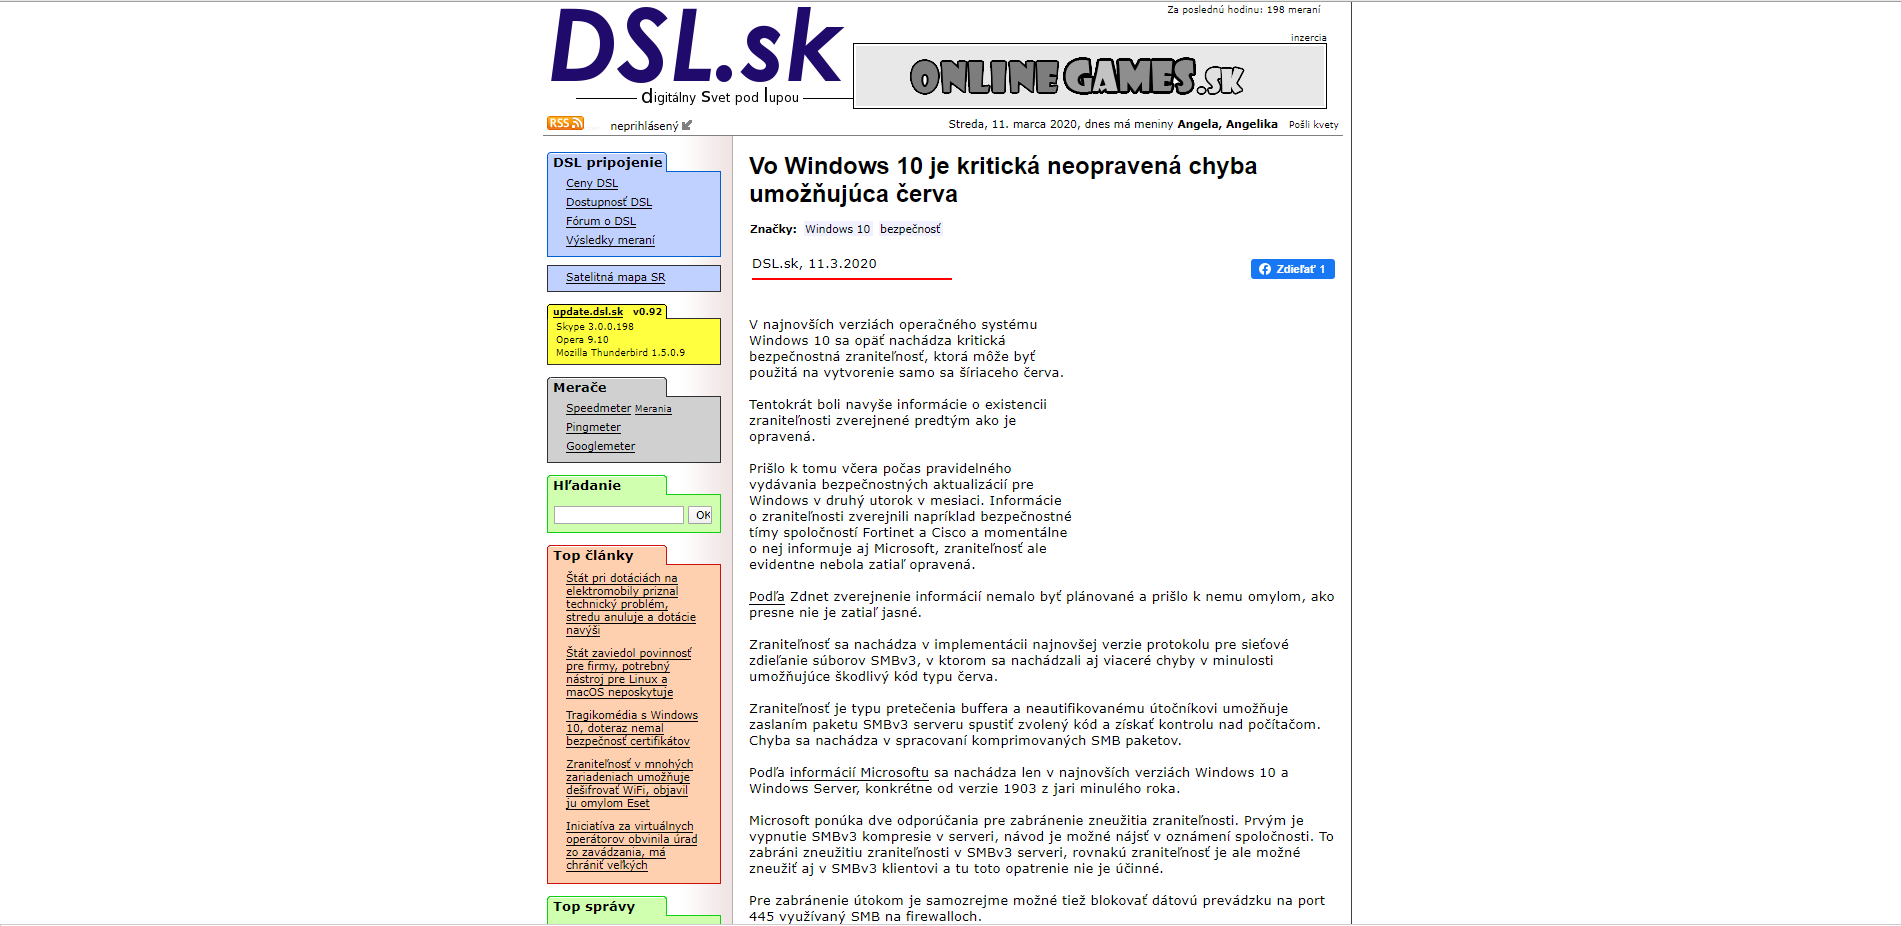 DSL.sk
digitálny Svet pod lupou
Za poslednú hodinu: 198 meraní
inzercia
ONLINE GAMES.SK
RSS
neprihlásený
Streda, 11. marca 2020, dnes má meniny Angela, Angelika Pošli kvety
DSL pripojenie
Ceny DSL
Dostupnosť DSL
Fórum o DSL
Výsledky meraní
Satelitná mapa SR
update.dsl.sk v0.92
Skype 3.0.0.198
Opera 9.10
Mozilla Thunderbird 1.5.0.9
Merače
Speedmeter Merania
Pingmeter
Googlemeter
Hľadanie
OK
Top články
Štát pri dotáciách na
elektromobily priznal
technický problém,
stredu anuluje a dotácie
navýši
Štát zaviedol povinnosť
pre firmy, potrebný
nástroj pre Linux a
macOS neposkytuje
Tragikomédia s Windows
10, doteraz nemal
bezpečnosť certifikátov
Zraniteľnosť v mnohých
zariadeniach umožňuje
dešifrovať WiFi, objavil
ju omylom Eset
Iniciatíva za virtuálnych
operátorov obvinila úrad
zo zavádzania, má
chrániť veľkých
Top správy
Vo Windows 10 je kritická neopravená chyba
umožňujúca červa
Značky: Windows 10 bezpečnosť
DSL.sk, 11.3.2020
Zdieľať 1
V najnovších verziách operačného systému
Windows 10 sa opäť nachádza kritická
bezpečnostná zraniteľnosť, ktorá môže byť
použitá na vytvorenie samo sa šíriaceho červa.
Tentokrát boli navyše informácie o existencii
zraniteľnosti zverejnené predtým ako je
opravená.
Prišlo k tomu včera počas pravidelného
vydávania bezpečnostných aktualizácií pre
Windows v druhý utorok v mesiaci. Informácie
o zraniteľnosti zverejnili napríklad bezpečnostné
tímy spoločností Fortinet a Cisco a momentálne
o nej informuje aj Microsoft, zraniteľnosť ale
evidentne nebola zatiaľ opravená.
Podľa Zdnet zverejnenie informácií nemalo byť plánované a prišlo k nemu omylom, ako
presne nie je zatiaľ jasné.
Zraniteľnosť sa nachádza v implementácii najnovšej verzie protokolu pre sieťové
zdieľanie súborov SMBv3, v ktorom sa nachádzali aj viaceré chyby v minulosti
umožňujúce škodlivý kód typu červa.
Zraniteľnosť je typu pretečenia buffera a neautifikovanému útočníkovi umožňuje
zaslaním paketu SMBv3 serveru spustiť zvolený kód a získať kontrolu nad počítačom.
Chyba sa nachádza v spracovaní komprimovaných SMB paketov.
Podľa informácií Microsoftu sa nachádza len v najnovších verziách Windows 10 a
Windows Server, konkrétne od verzie 1903 z jari minulého roka.
Microsoft ponúka dve odporúčania pre zabránenie zneužitia zraniteľnosti. Prvým je
vypnutie SMBv3 kompresie v serveri, návod je možné nájsť v oznámení spoločnosti. To
zabráni zneužitiu zraniteľnosti v SMBv3 serveri, rovnakú zraniteľnosť je ale možné
zneužiť aj v SMBv3 klientovi a tu toto opatrenie nie je účinné.
Pre zabránenie útokom je samozrejme možné tiež blokovať dátovú prevádzku na port
445 využívaný SMB na firewalloch.